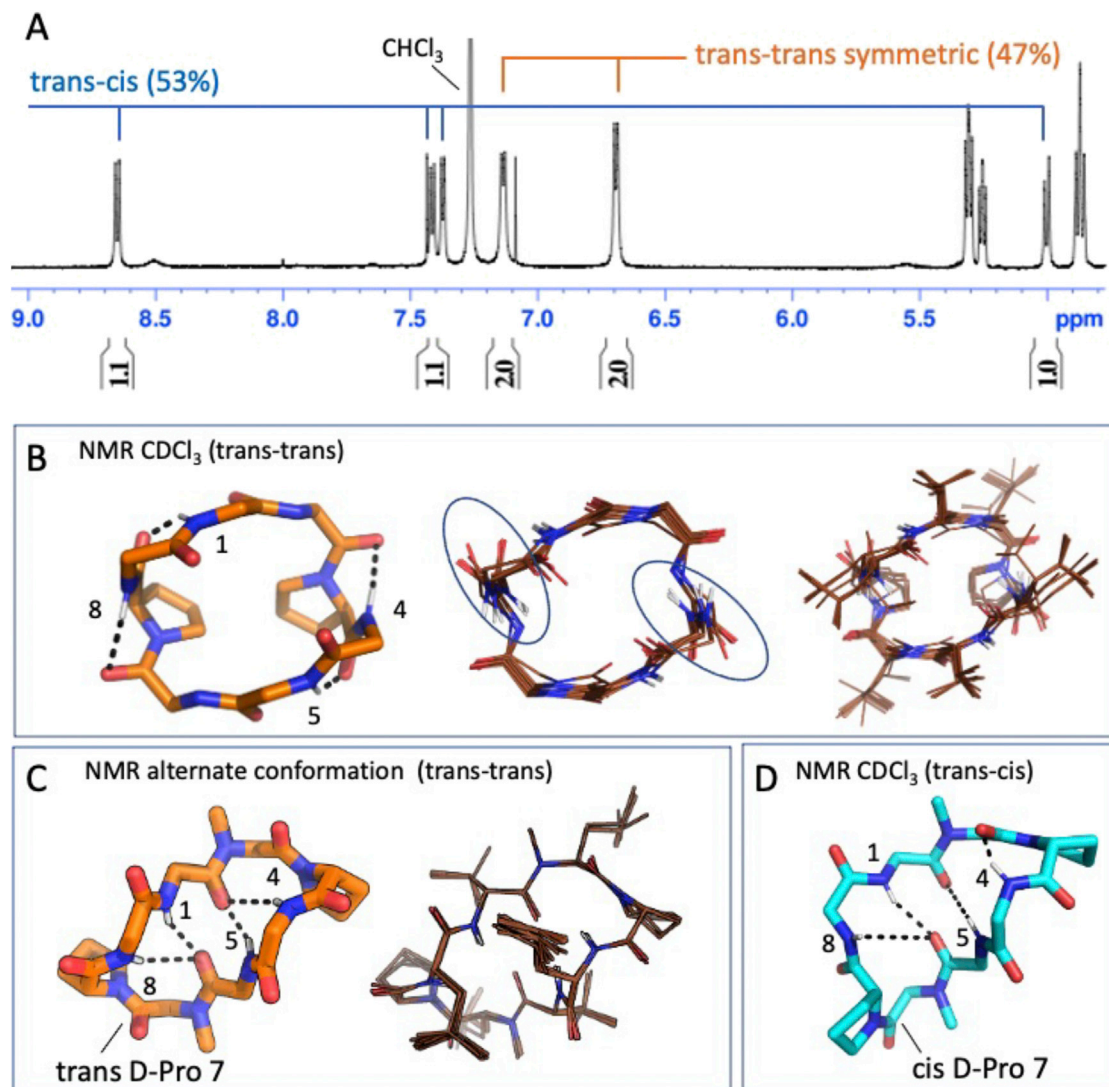 A
CHCl₃
trans-cis (53%)
trans-trans symmetric (47%)
9.0 8.5 8.0 7.5 7.0 6.5 6.0 5.5 ppm
1.1 1.1 2.0 2.0 1.0
B NMR CDCl₃ (trans-trans)
1
8
4
5
C NMR alternate conformation (trans-trans)
4
1
5
8
trans D-Pro 7
D NMR CDCl₃ (trans-cis)
1
4
8
5
cis D-Pro 7